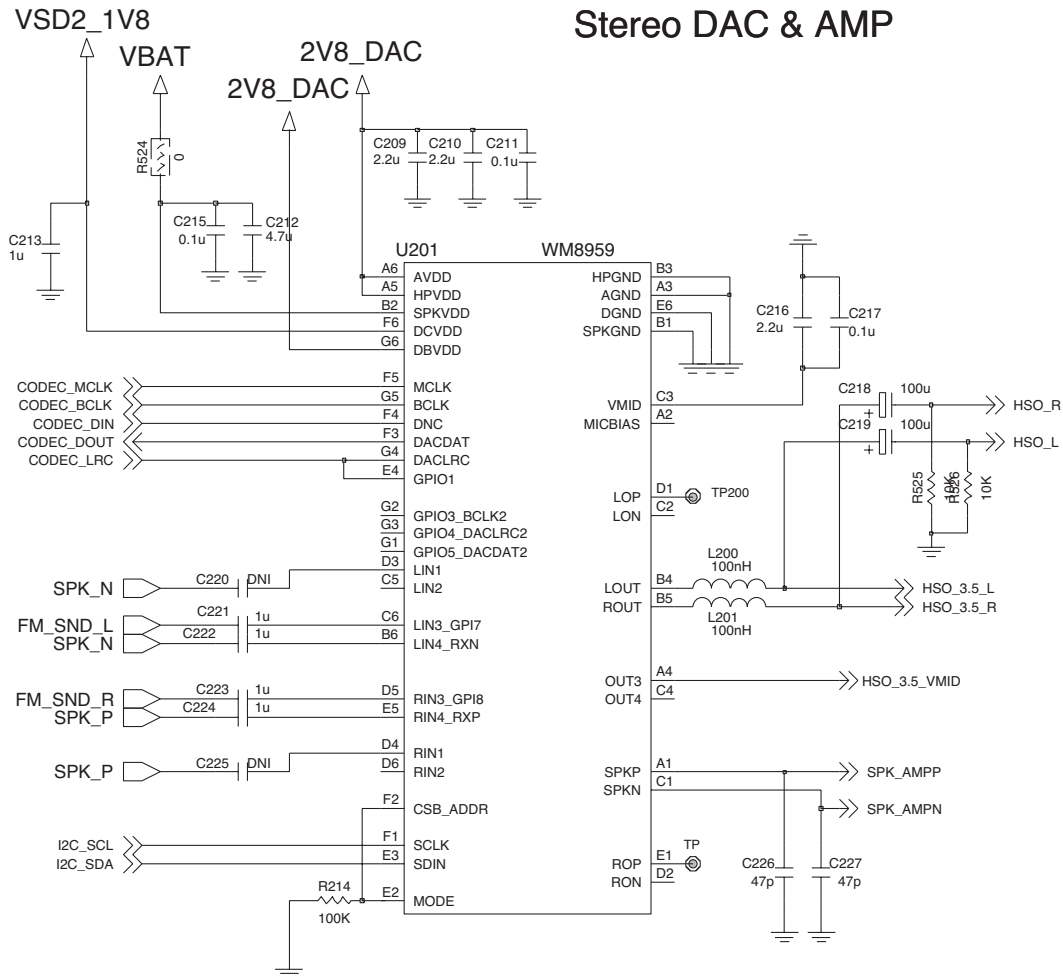 Stereo DAC & AMP
VSD2_1V8
VBAT
2V8_DAC
2V8_DAC
R524
0
C209
2.2u
C210
2.2u
C211
0.1u
C213
1u
C215
0.1u
C212
4.7u
U201
WM8959
A6 AVDD
A5 HPVDD
B2 SPKVDD
F6 DCVDD
G6 DBVDD
HPGND B3
AGND A3
DGND E6
SPKGND B1
C216
2.2u
C217
0.1u
CODEC_MCLK F5 MCLK
CODEC_BCLK G5 BCLK
CODEC_DIN F4 DNC
CODEC_DOUT F3 DACDAT
CODEC_LRC G4 DACLRC
E4 GPIO1
VMID C3
MICBIAS A2
C218 100u
+
HSO_R
C219 100u
+
HSO_L
R525
10K
R526
10K
LOP D1 TP200
LON C2
G2 GPIO3_BCLK2
G3 GPIO4_DACLRC2
G1 GPIO5_DACDAT2
SPK_N C220 DNI D3 LIN1
C5 LIN2
L200
100nH
LOUT B4 HSO_3.5_L
ROUT B5 HSO_3.5_R
L201
100nH
FM_SND_L C221 1u C6 LIN3_GPI7
SPK_N C222 1u B6 LIN4_RXN
OUT3 A4 HSO_3.5_VMID
OUT4 C4
FM_SND_R C223 1u D5 RIN3_GPI8
SPK_P C224 1u E5 RIN4_RXP
SPK_P C225 DNI D4 RIN1
D6 RIN2
SPKP A1 SPK_AMPP
SPKN C1 SPK_AMPN
F2 CSB_ADDR
I2C_SCL F1 SCLK
I2C_SDA E3 SDIN
ROP E1 TP
RON D2
C226
47p
C227
47p
R214
100K
E2 MODE